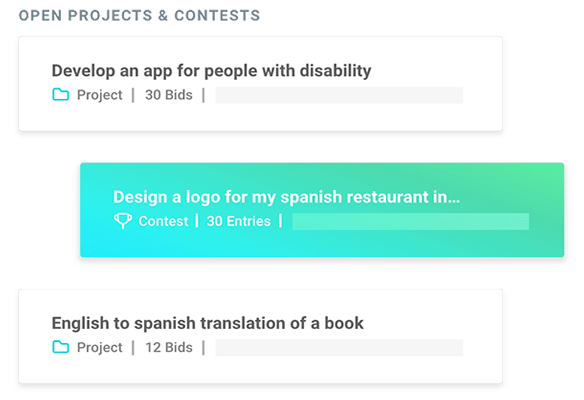 OPEN PROJECTS & CONTESTS
Develop an app for people with disability
Project | 30 Bids |
Design a logo for my spanish restaurant in...
Contest | 30 Entries |
English to spanish translation of a book
Project | 12 Bids |